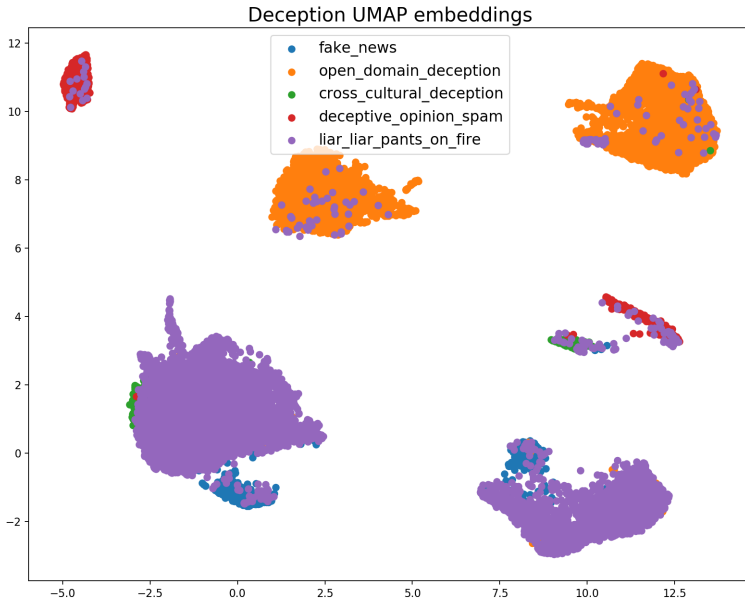 Deception UMAP embeddings
fake_news
open_domain_deception
cross_cultural_deception
deceptive_opinion_spam
liar_liar_pants_on_fire
12
10
8
6
4
2
0
−2
−5.0 −2.5 0.0 2.5 5.0 7.5 10.0 12.5